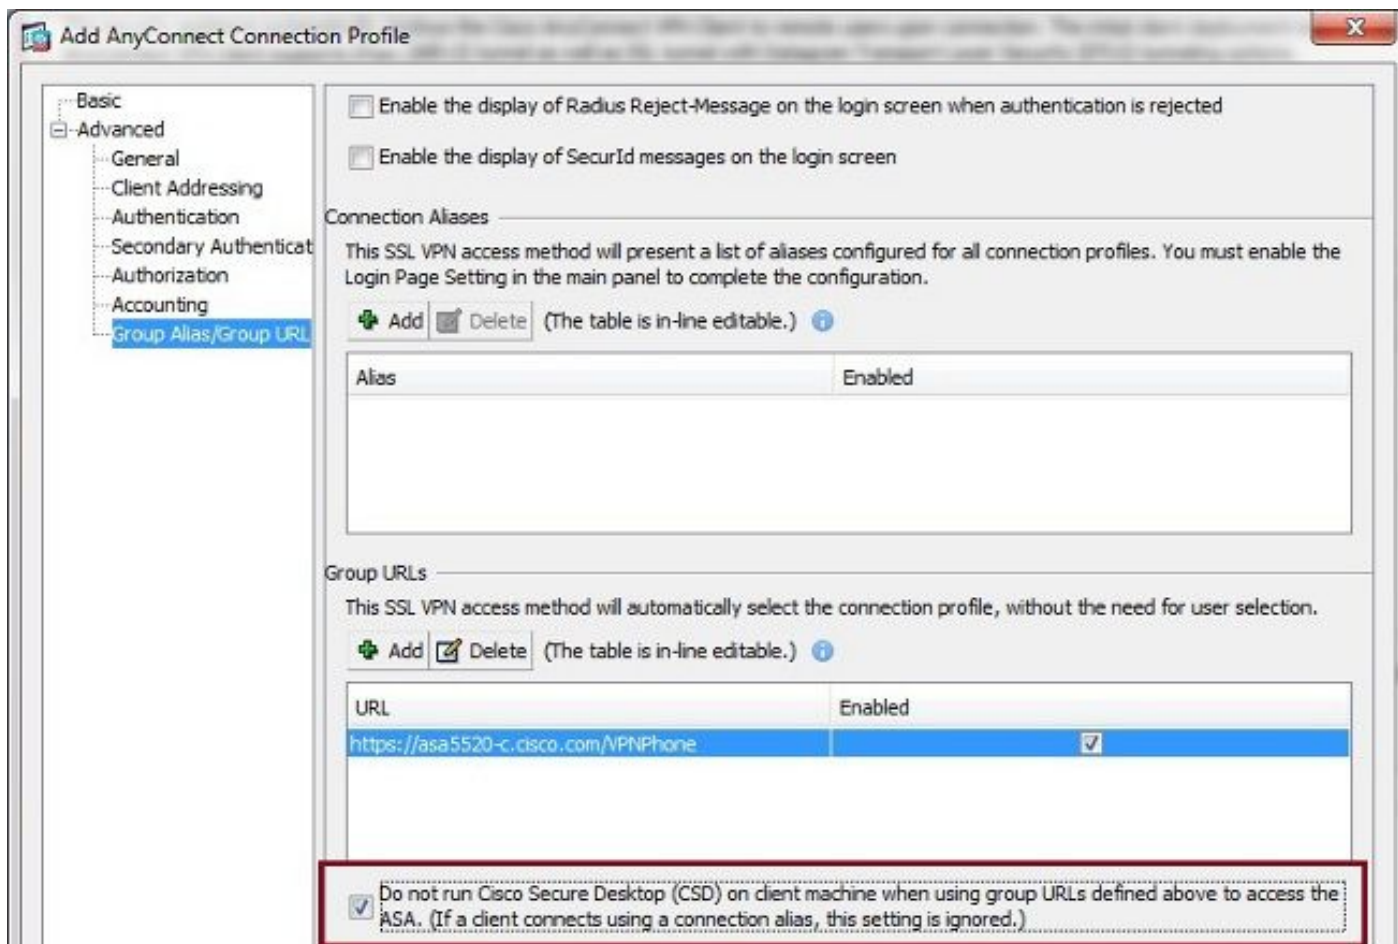 Add AnyConnect Connection Profile
Basic
Advanced
General
Client Addressing
Authentication
Secondary Authenticat
Authorization
Accounting
Group Alias/Group URL
Enable the display of Radius Reject-Message on the login screen when authentication is rejected
Enable the display of SecurId messages on the login screen
Connection Aliases
This SSL VPN access method will present a list of aliases configured for all connection profiles. You must enable the
Login Page Setting in the main panel to complete the configuration.
Add Delete (The table is in-line editable.)
Alias Enabled
Group URLs
This SSL VPN access method will automatically select the connection profile, without the need for user selection.
Add Delete (The table is in-line editable.)
URL Enabled
https://asa5520-c.cisco.com/VPNPhone
Do not run Cisco Secure Desktop (CSD) on client machine when using group URLs defined above to access the
ASA. (If a client connects using a connection alias, this setting is ignored.)